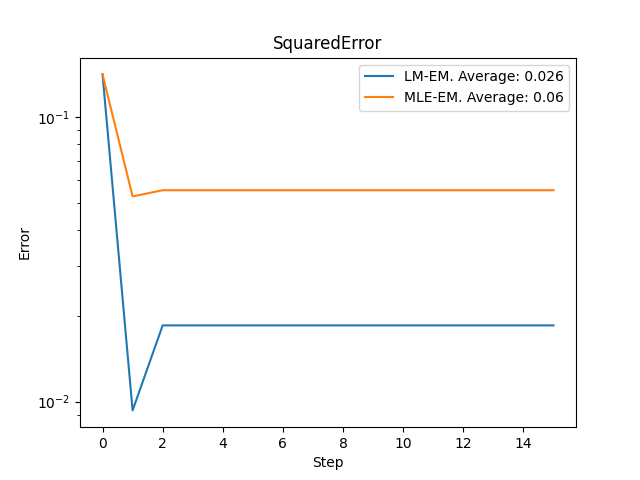 SquaredError
LM-EM. Average: 0.026
MLE-EM. Average: 0.06
10⁻¹
10⁻²
Error
0 2 4 6 8 10 12 14
Step